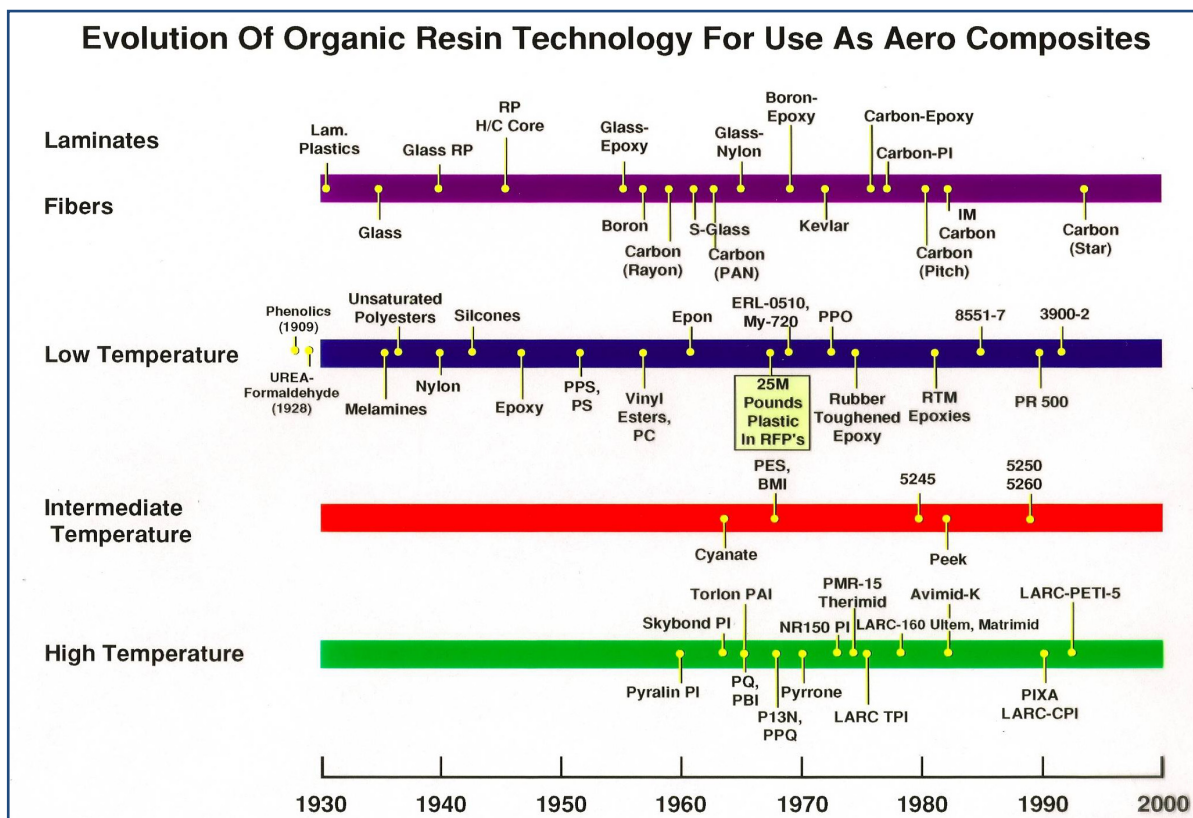 Evolution Of Organic Resin Technology For Use As Aero Composites
Laminates
Fibers
Lam.
Plastics
Glass RP
RP
H/C Core
Glass-
Epoxy
Glass-
Nylon
Boron-
Epoxy
Carbon-Epoxy
Carbon-PI
Glass
Boron
Carbon
(Rayon)
S-Glass
Carbon
(PAN)
Kevlar
Carbon
(Pitch)
IM
Carbon
Carbon
(Star)
Low Temperature
Phenolics
(1909)
Unsaturated
Polyesters
Silcones
Epon
ERL-0510,
My-720
PPO
8551-7
3900-2
UREA-
Formaldehyde
(1928)
Melamines
Nylon
Epoxy
PPS,
PS
Vinyl
Esters,
PC
25M
Pounds
Plastic
In RFP's
Rubber
Toughened
Epoxy
RTM
Epoxies
PR 500
Intermediate
Temperature
PES,
BMI
5245
5250
5260
Cyanate
Peek
High Temperature
Skybond PI
Torlon PAI
NR150 PI
PMR-15
Therimid
LARC-160 Ultem, Matrimid
Avimid-K
LARC-PETI-5
Pyralin PI
PQ,
PBI
P13N,
PPQ
Pyrrone
LARC TPI
PIXA
LARC-CPI
1930 1940 1950 1960 1970 1980 1990 2000